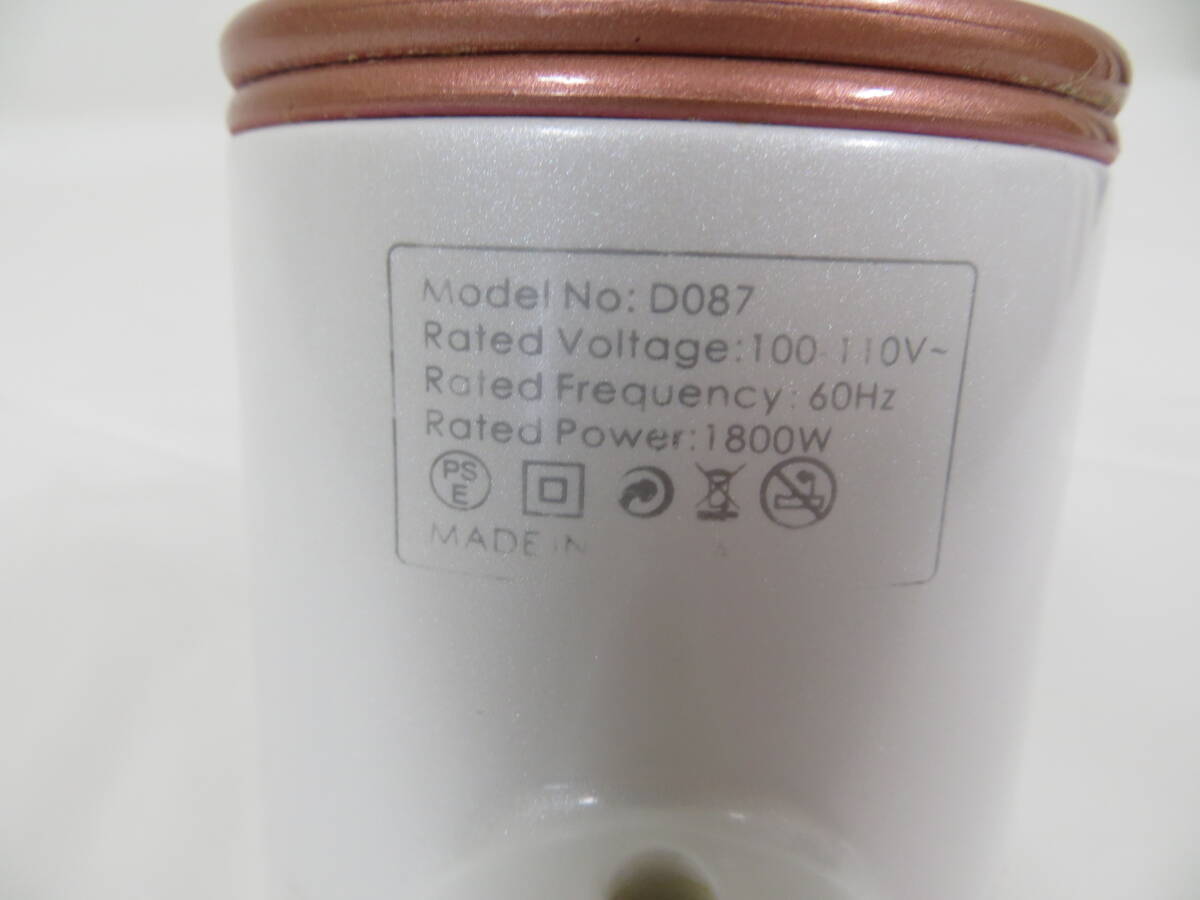 Model No: D087
Rated Voltage:100-110V~
Rated Frequency: 60Hz
Rated Power:1800W
PS
E
MADE IN